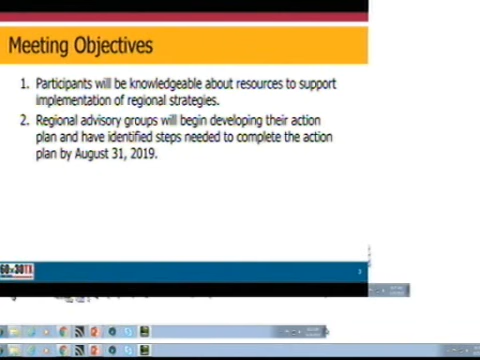 Meeting Objectives
1. Participants will be knowledgeable about resources to support
implementation of regional strategies.
2. Regional advisory groups will begin developing their action
plan and have identified steps needed to complete the action
plan by August 31, 2019.
60x30TX
3